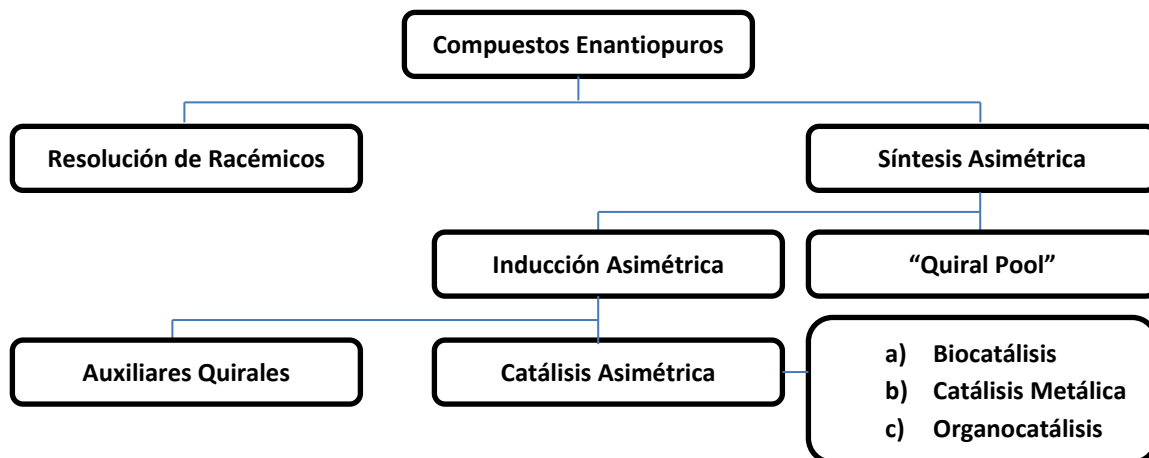 Compuestos Enantiopuros
Resolución de Racémicos
Síntesis Asimétrica
Inducción Asimétrica
“Quiral Pool”
Auxiliares Quirales
Catálisis Asimétrica
a) Biocatálisis
b) Catálisis Metálica
c) Organocatálisis